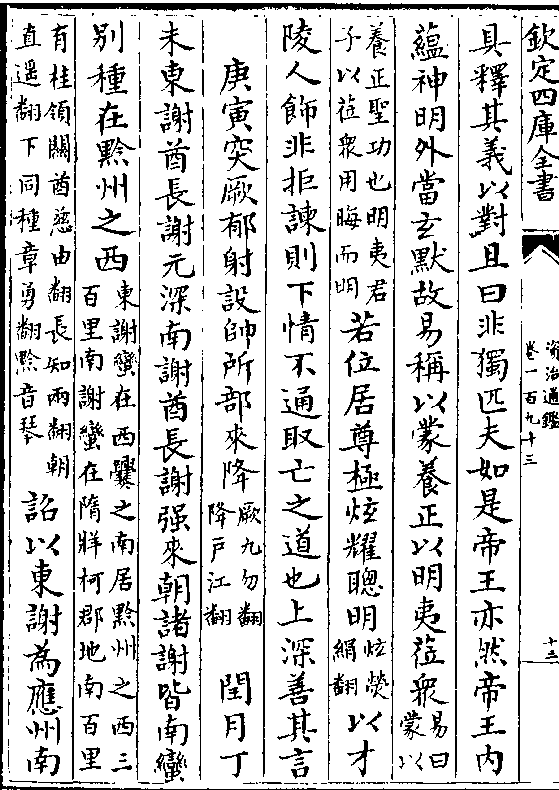 欽定四庫全書
資治通鑑
卷一百九十三
十三
具釋其義以對且曰非獨匹夫如是帝王亦然帝王内
蘊神明外當玄默故易稱以蒙養正以明夷莅衆易曰蒙以
養正聖功也明夷君子以莅衆用晦而明若位居尊極炫耀聰明炫熒絹翻以才
陵人飾非拒諫則下情不通取亡之道也上深善其言
庚寅突厥郁射設帥所部來降厥九勿翻降戸江翻閏月丁
未東謝酋長謝元深南謝酋長謝强來朝諸謝皆南蠻
別種在黔州之西東謝蠻在西爨之南居黔州之西三百里南謝蠻在隋牂柯郡地南百里
有桂領關酋慈由翻長知兩翻朝直遥翻下同種章勇翻黔音琴詔以東謝為應州南